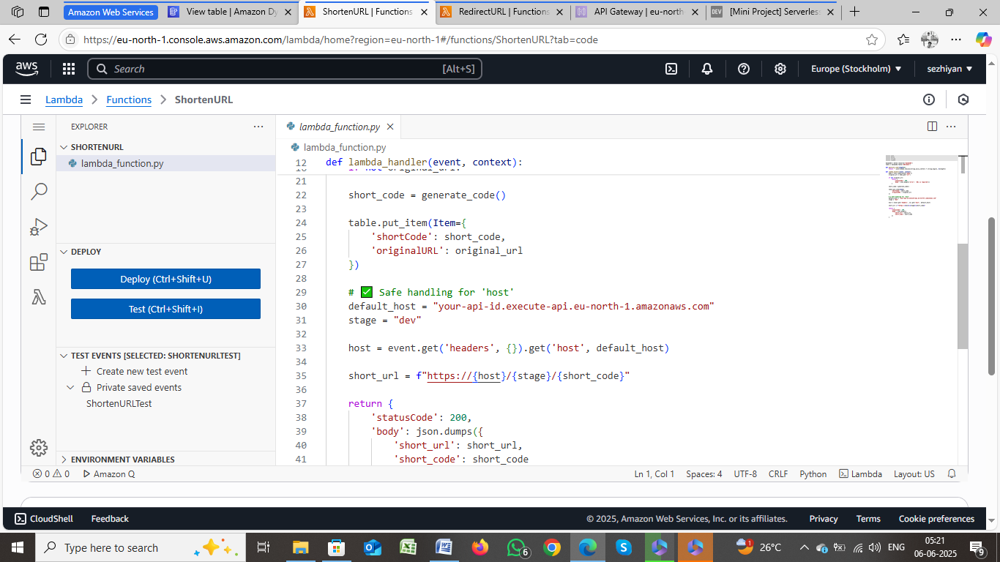 Amazon Web Services
View table | Amazon Dy
ShortenURL | Functions
RedirectURL | Functions
API Gateway | eu-north
DEV [Mini Project] Serverless
https://eu-north-1.console.aws.amazon.com/lambda/home?region=eu-north-1#/functions/ShortenURL?tab=code
aws
Search [Alt+S]
Europe (Stockholm)
sezhiyan
Lambda > Functions > ShortenURL
EXPLORER
SHORTENURL
lambda_function.py
DEPLOY
Deploy (Ctrl+Shift+U)
Test (Ctrl+Shift+I)
TEST EVENTS [SELECTED: SHORTENURLTEST]
Create new test event
Private saved events
ShortenURLTest
ENVIRONMENT VARIABLES
lambda_function.py
lambda_function.py
12 def lambda_handler(event, context):
21
22 short_code = generate_code()
23
24 table.put_item(Item={
25 'shortCode': short_code,
26 'originalURL': original_url
27 })
28
29 # ✅ Safe handling for 'host'
30 default_host = "your-api-id.execute-api.eu-north-1.amazonaws.com"
31 stage = "dev"
32
33 host = event.get('headers', {}).get('host', default_host)
34
35 short_url = f"https://{host}/{stage}/{short_code}"
36
37 return {
38 'statusCode': 200,
39 'body': json.dumps({
40 'short_url': short_url,
41 'short_code': short_code
0 0 Amazon Q
Ln 1, Col 1 Spaces: 4 UTF-8 CRLF Python Lambda Layout: US
CloudShell Feedback
© 2025, Amazon Web Services, Inc. or its affiliates. Privacy Terms Cookie preferences
Type here to search
6
1
26°C
ENG
05:21
06-06-2025
9